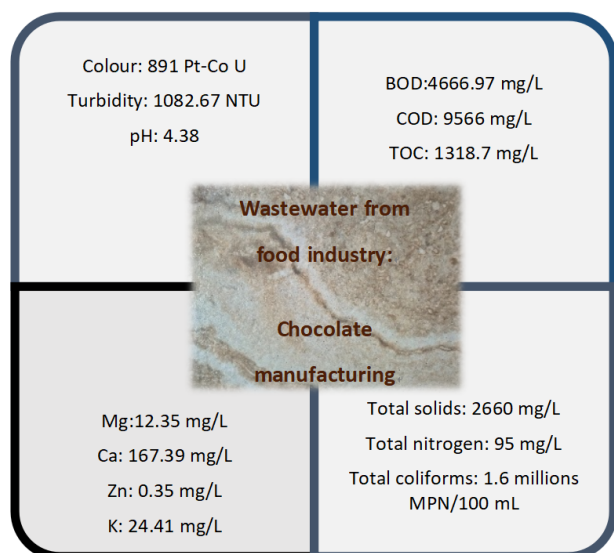 Colour: 891 Pt-Co U
Turbidity: 1082.67 NTU
pH: 4.38
BOD:4666.97 mg/L
COD: 9566 mg/L
TOC: 1318.7 mg/L
Wastewater from
food industry:
Chocolate
manufacturing
Mg:12.35 mg/L
Ca: 167.39 mg/L
Zn: 0.35 mg/L
K: 24.41 mg/L
Total solids: 2660 mg/L
Total nitrogen: 95 mg/L
Total coliforms: 1.6 millions
MPN/100 mL